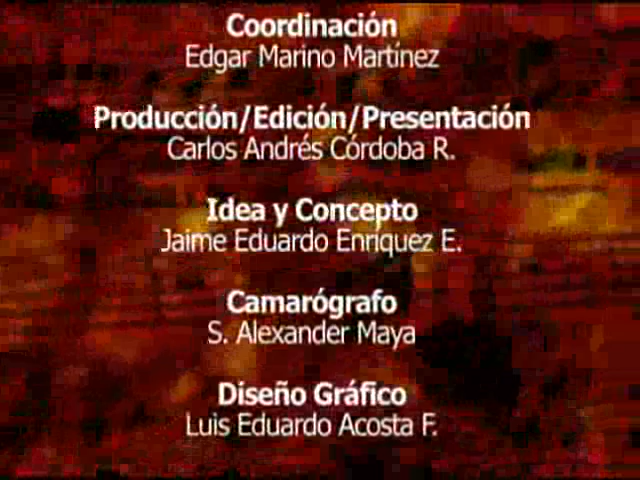 Coordinación
Edgar Marino Martínez
Producción/Edición/Presentación
Carlos Andrés Córdoba R.
Idea y Concepto
Jaime Eduardo Enríquez E.
Camarógrafo
S. Alexander Maya
Diseño Gráfico
Luis Eduardo Acosta F.